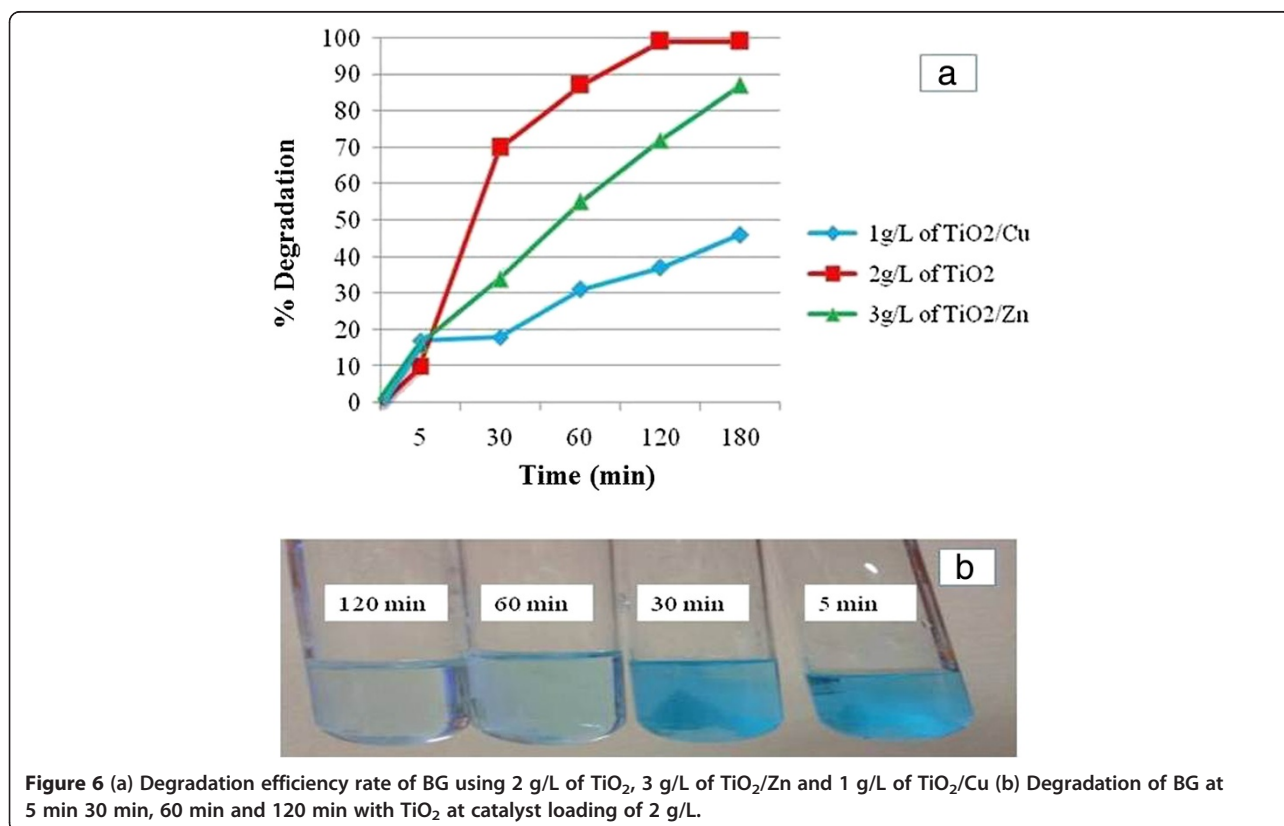 100
90
80
70
60
50
40
30
20
10
0
% Degradation
5 30 60 120 180
Time (min)
a
1g/L of TiO2/Cu
2g/L of TiO2
3g/L of TiO2/Zn
b
120 min 60 min 30 min 5 min
Figure 6 (a) Degradation efficiency rate of BG using 2 g/L of TiO₂, 3 g/L of TiO₂/Zn and 1 g/L of TiO₂/Cu (b) Degradation of BG at
5 min 30 min, 60 min and 120 min with TiO₂ at catalyst loading of 2 g/L.